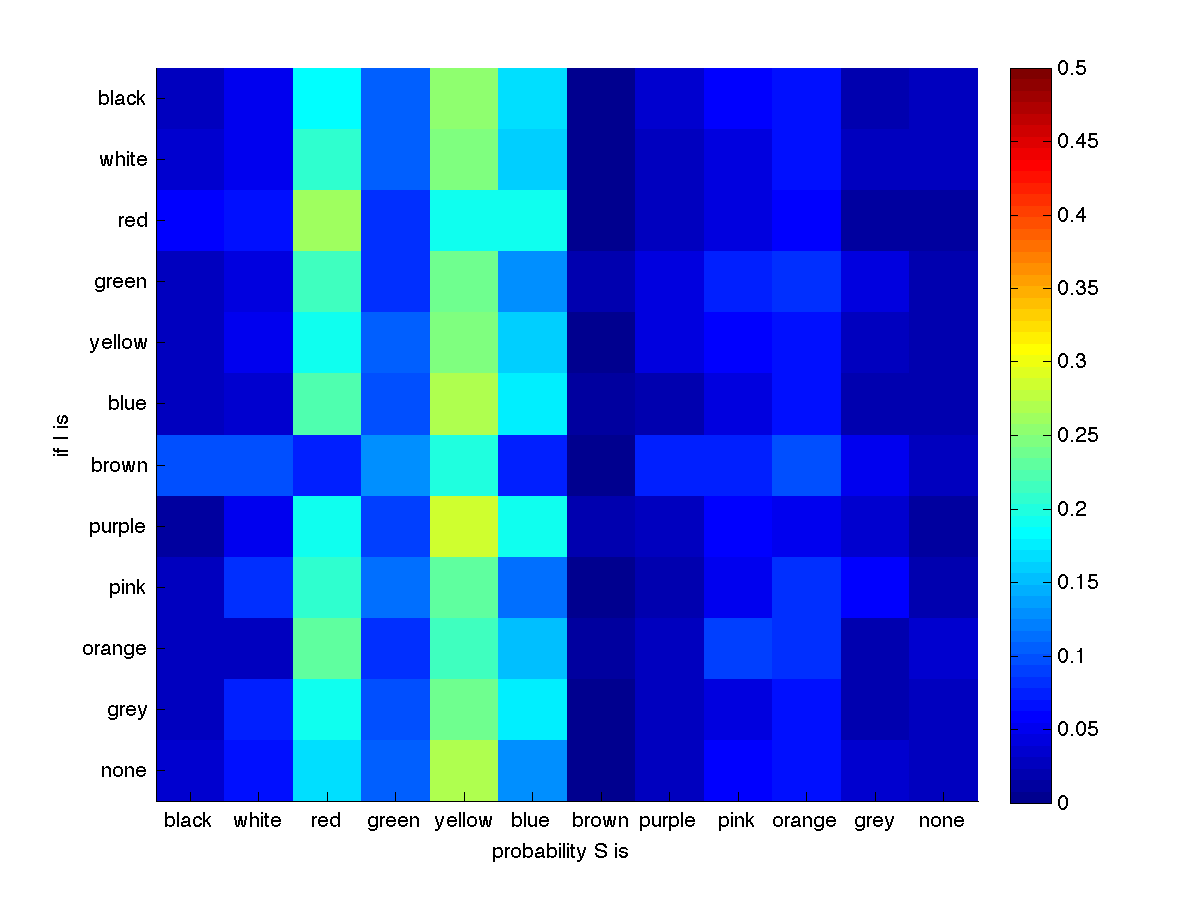 black
white
red
green
yellow
blue
brown
purple
pink
orange
grey
none
if I is
black white red green yellow blue brown purple pink orange grey none
probability S is
0.5
0.45
0.4
0.35
0.3
0.25
0.2
0.15
0.1
0.05
0